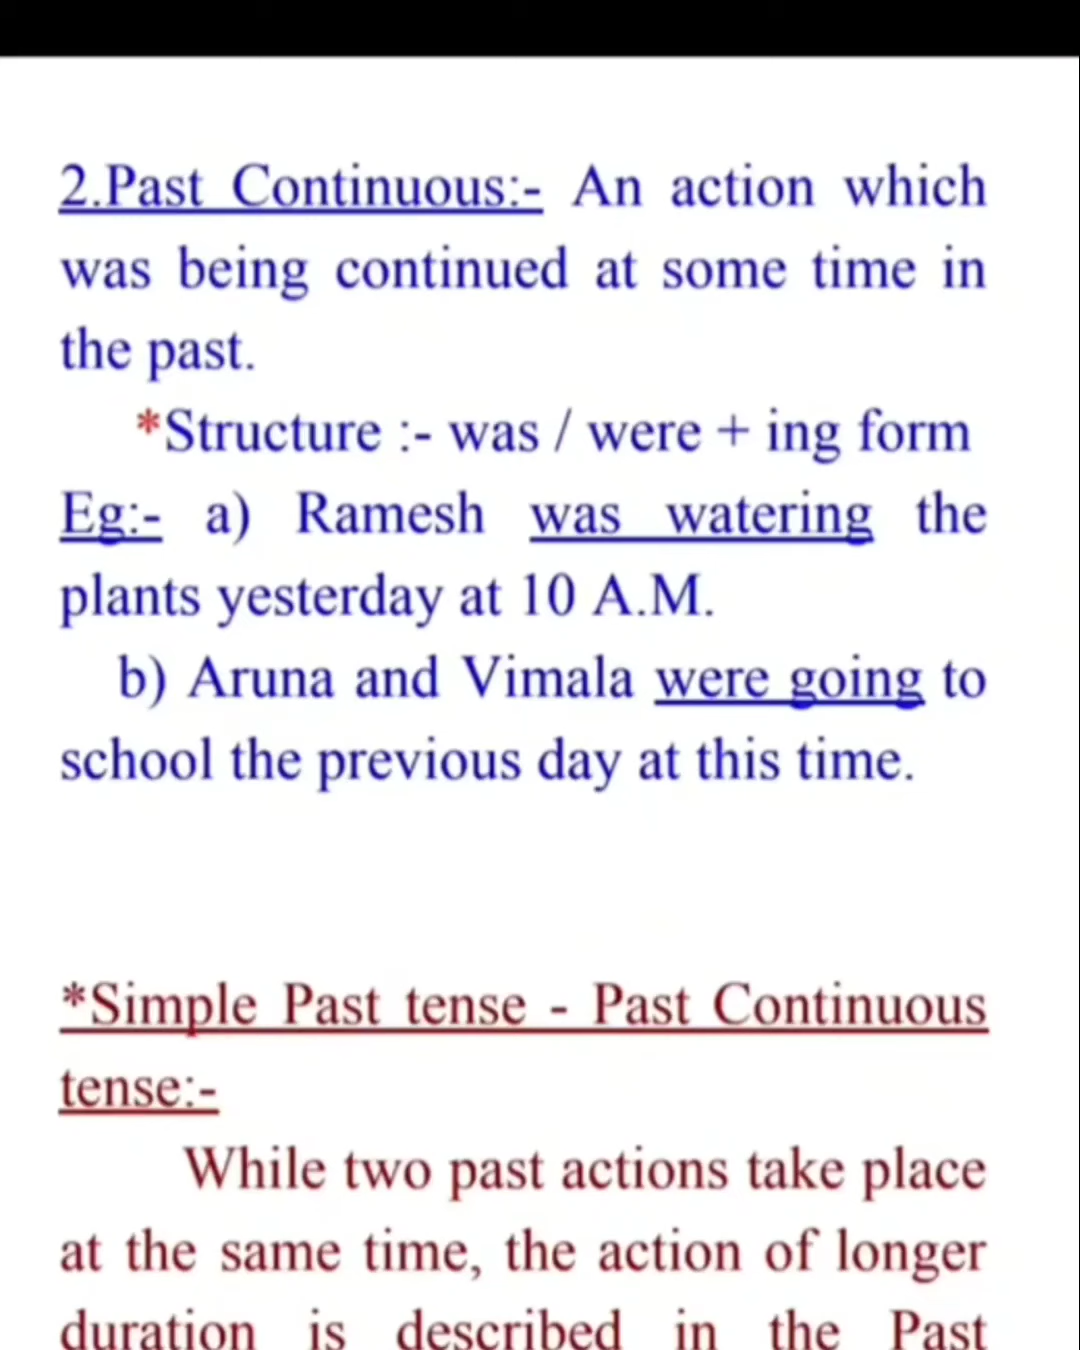 2.Past Continuous:- An action which
was being continued at some time in
the past.
*Structure :- was / were + ing form
Eg:- a) Ramesh was watering the
plants yesterday at 10 A.M.
b) Aruna and Vimala were going to
school the previous day at this time.
*Simple Past tense - Past Continuous
tense:-
While two past actions take place
at the same time, the action of longer
duration is described in the Past